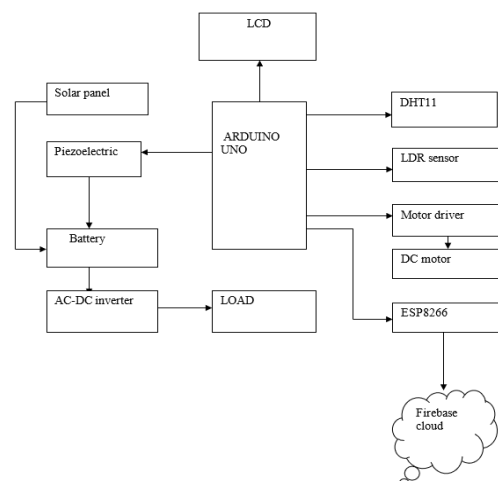 LCD
Solar panel
DHT11
ARDUINO
UNO
Piezoelectric
LDR sensor
Motor driver
Battery
DC motor
AC-DC inverter
LOAD
ESP8266
Firebase
cloud